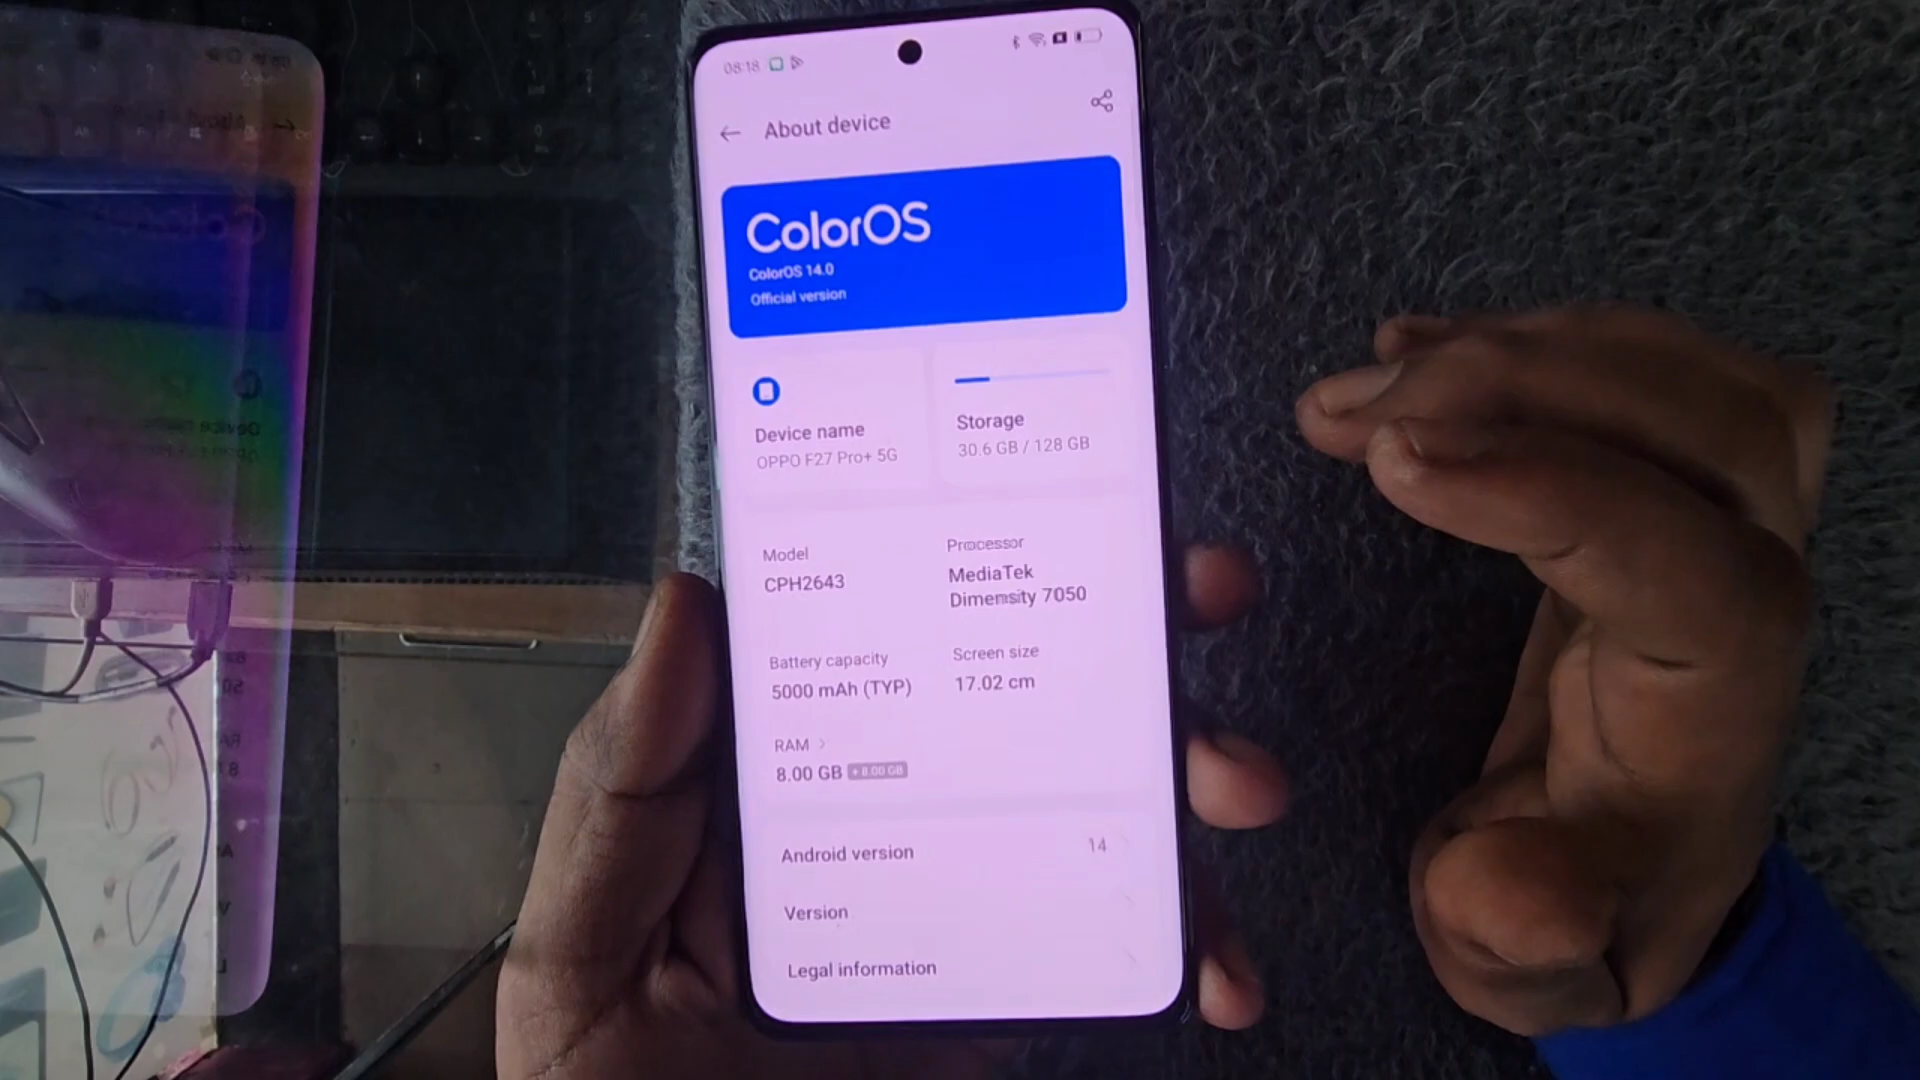 08:18
About device
ColorOS
ColorOS 14.0
Official version
Device name
OPPO F27 Pro+ 5G
Storage
30.6 GB / 128 GB
Model
CPH2643
Processor
MediaTek
Dimensity 7050
Battery capacity
5000 mAh (TYP)
Screen size
17.02 cm
RAM >
8.00 GB + 8.00 GB
Android version 14
Version
Legal information